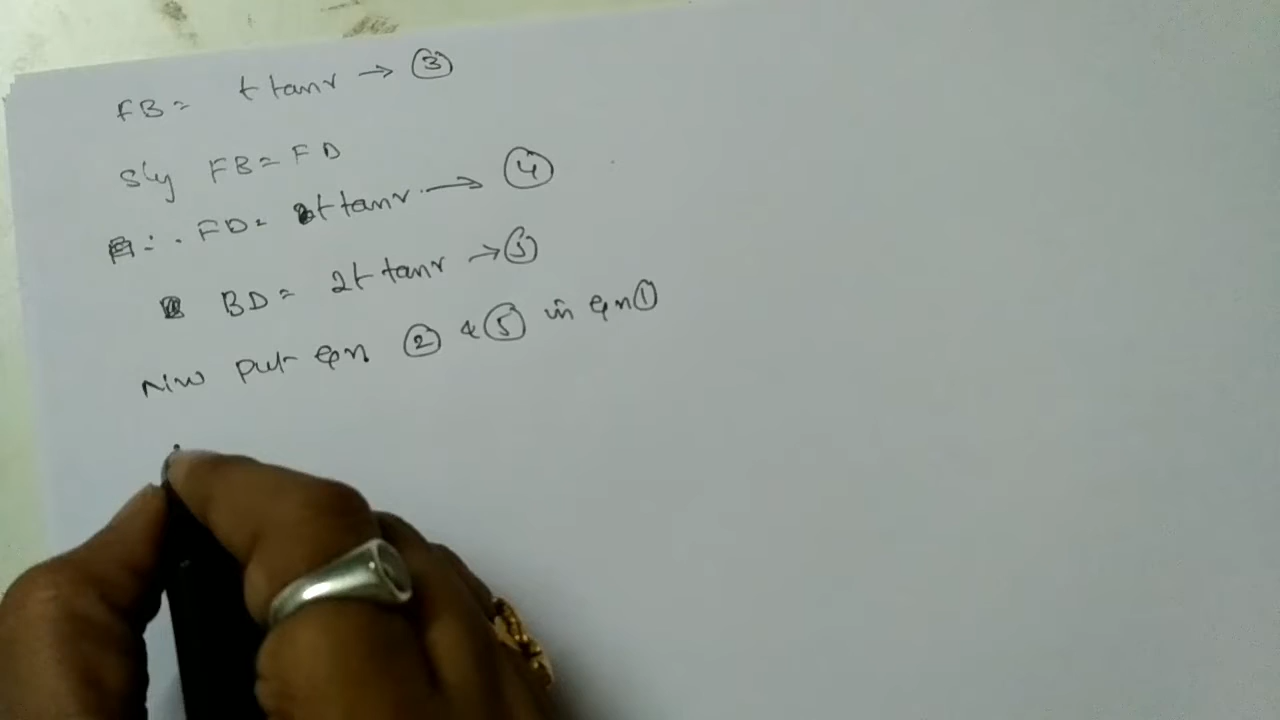 FB = t tanr → ③
S'ly FB = FD
∴ FD = t tanr → ④
BD = 2t tanr → ⑤
Now put eqn ② & ⑤ in eqn ①